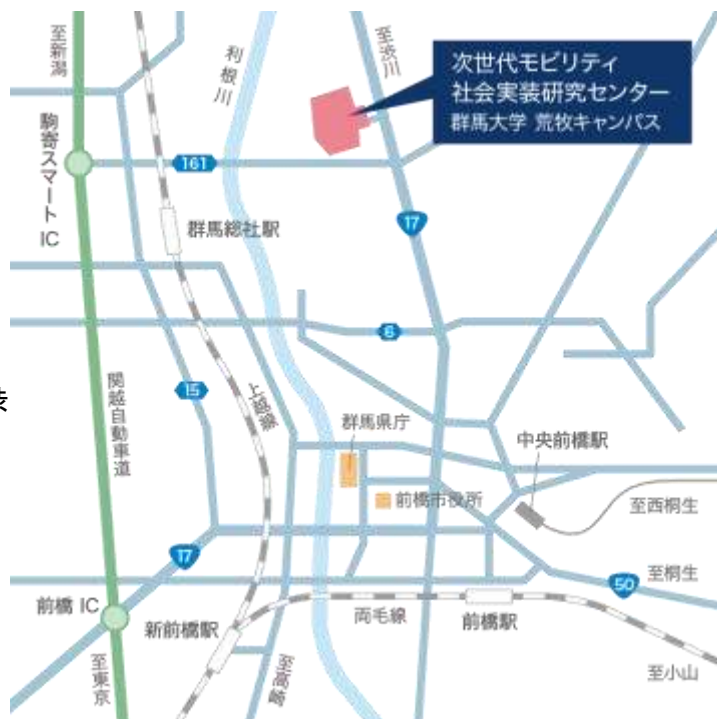 至新潟
利根川
至渋川
次世代モビリティ
社会実装研究センター
群馬大学 荒牧キャンパス
駒寄スマートIC
161
群馬総社駅
17
6
15
上越線
関越自動車道
群馬県庁
中央前橋駅
前橋市役所
至西桐生
17
至桐生
50
前橋 IC
新前橋駅
両毛線
前橋駅
至東京
至高崎
至小山